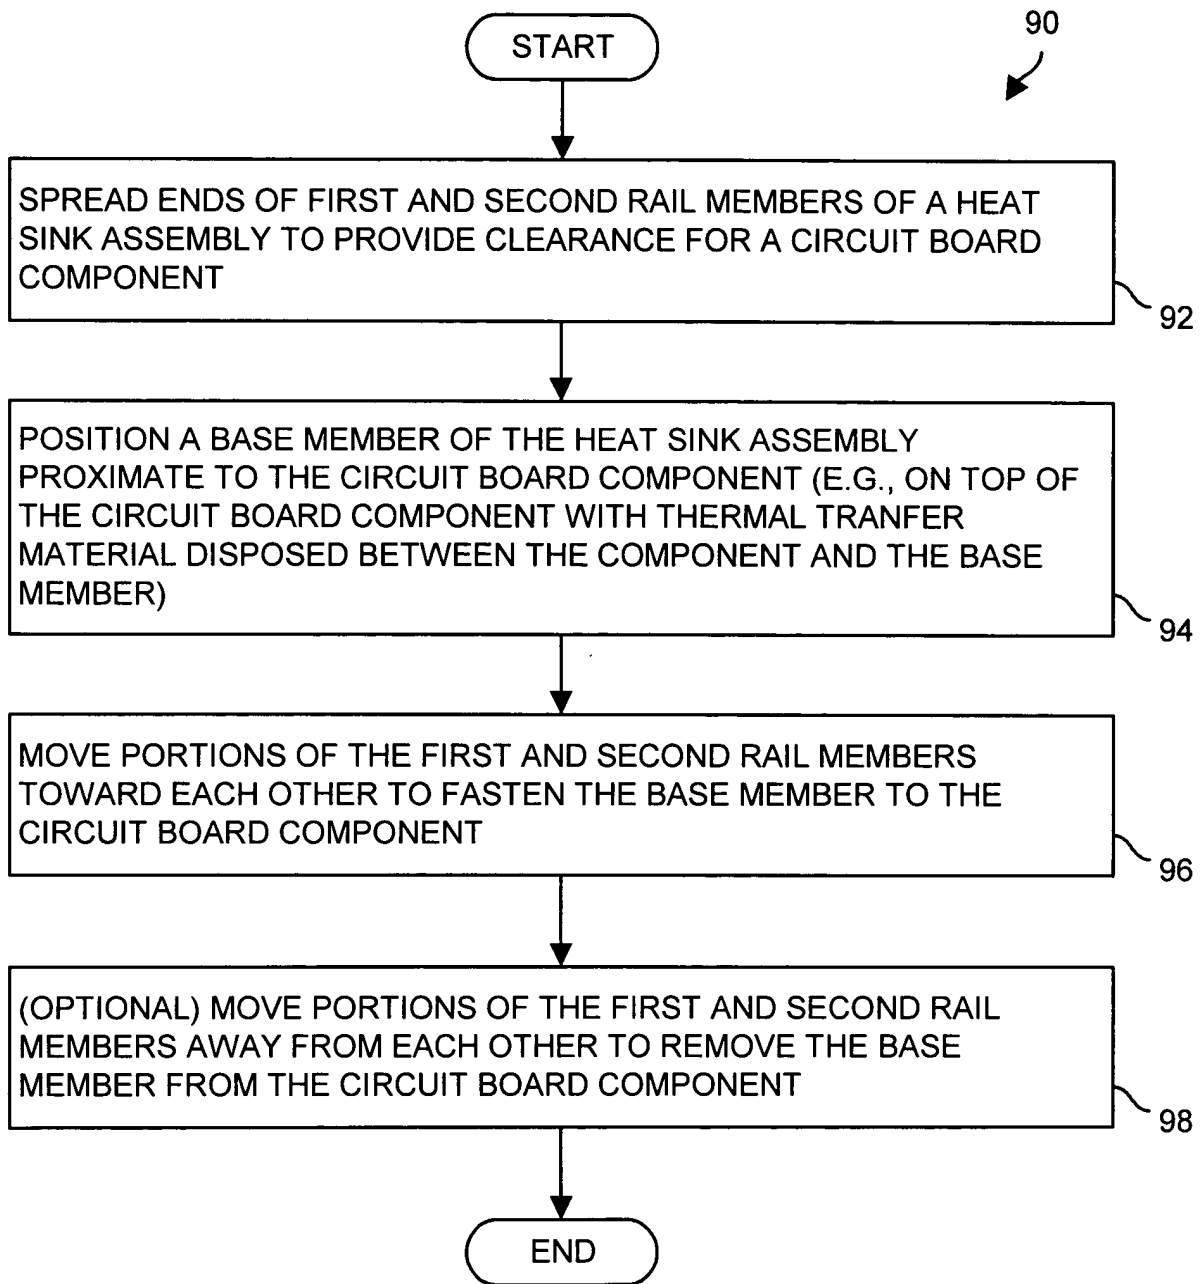 START
90
SPREAD ENDS OF FIRST AND SECOND RAIL MEMBERS OF A HEAT
SINK ASSEMBLY TO PROVIDE CLEARANCE FOR A CIRCUIT BOARD
COMPONENT
92
POSITION A BASE MEMBER OF THE HEAT SINK ASSEMBLY
PROXIMATE TO THE CIRCUIT BOARD COMPONENT (E.G., ON TOP OF
THE CIRCUIT BOARD COMPONENT WITH THERMAL TRANFER
MATERIAL DISPOSED BETWEEN THE COMPONENT AND THE BASE
MEMBER)
94
MOVE PORTIONS OF THE FIRST AND SECOND RAIL MEMBERS
TOWARD EACH OTHER TO FASTEN THE BASE MEMBER TO THE
CIRCUIT BOARD COMPONENT
96
(OPTIONAL) MOVE PORTIONS OF THE FIRST AND SECOND RAIL
MEMBERS AWAY FROM EACH OTHER TO REMOVE THE BASE
MEMBER FROM THE CIRCUIT BOARD COMPONENT
98
END